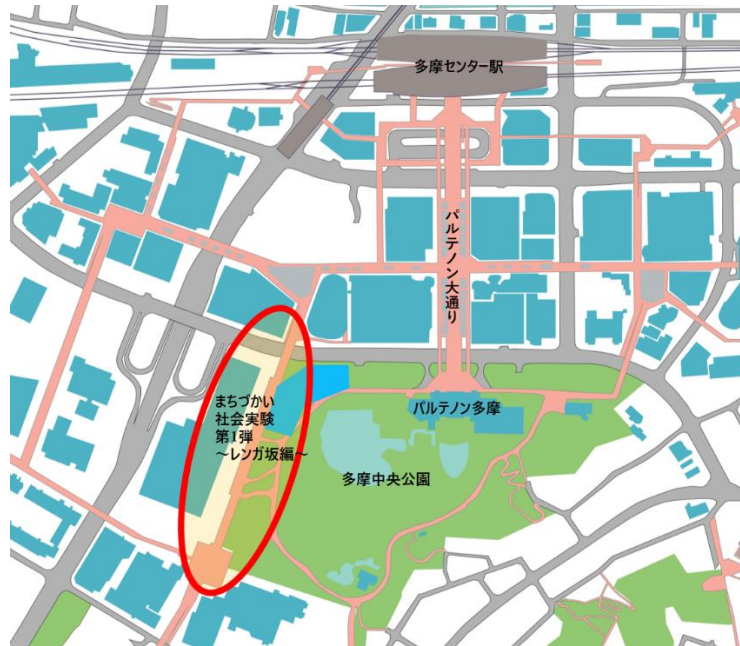 多摩センター駅
パルテノン大通り
まちづかい
社会実験
第1弾
～レンガ坂編～
パルテノン多摩
多摩中央公園